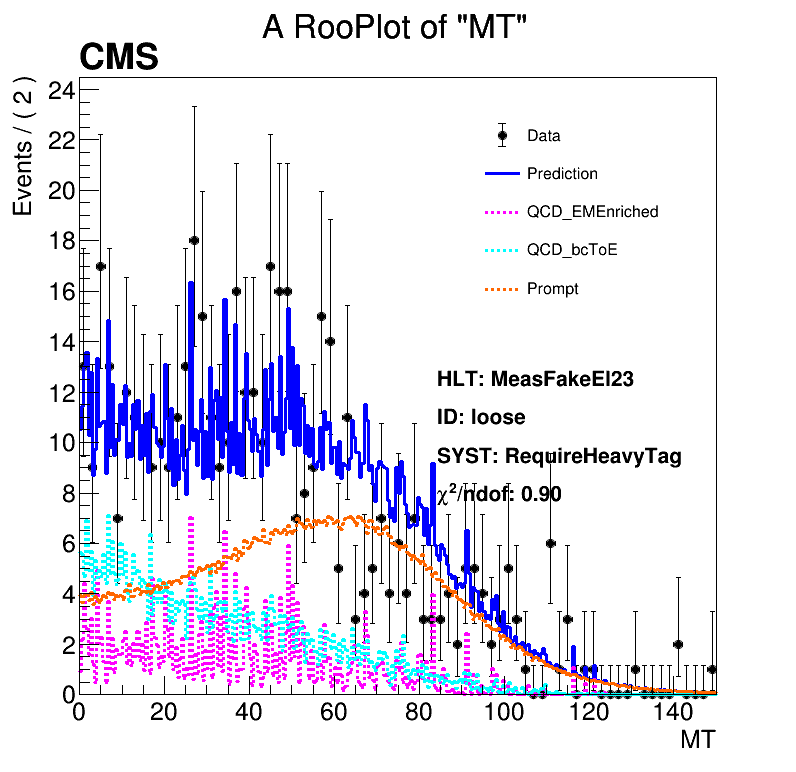 A RooPlot of "MT"
CMS
Events / ( 2 )
24
22
20
18
16
14
12
10
8
6
4
2
0
Data
Prediction
QCD_EMEnriched
QCD_bcToE
Prompt
HLT: MeasFakeEl23
ID: loose
SYST: RequireHeavyTag
χ²/ndof: 0.90
0 20 40 60 80 100 120 140
MT